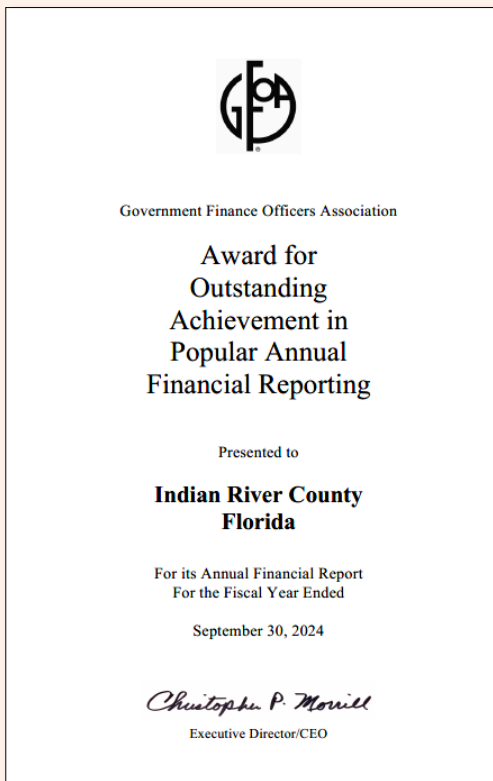 GFOA
®
Government Finance Officers Association
Award for
Outstanding
Achievement in
Popular Annual
Financial Reporting
Presented to
Indian River County
Florida
For its Annual Financial Report
For the Fiscal Year Ended
September 30, 2024
Christopher P. Morrill
Executive Director/CEO